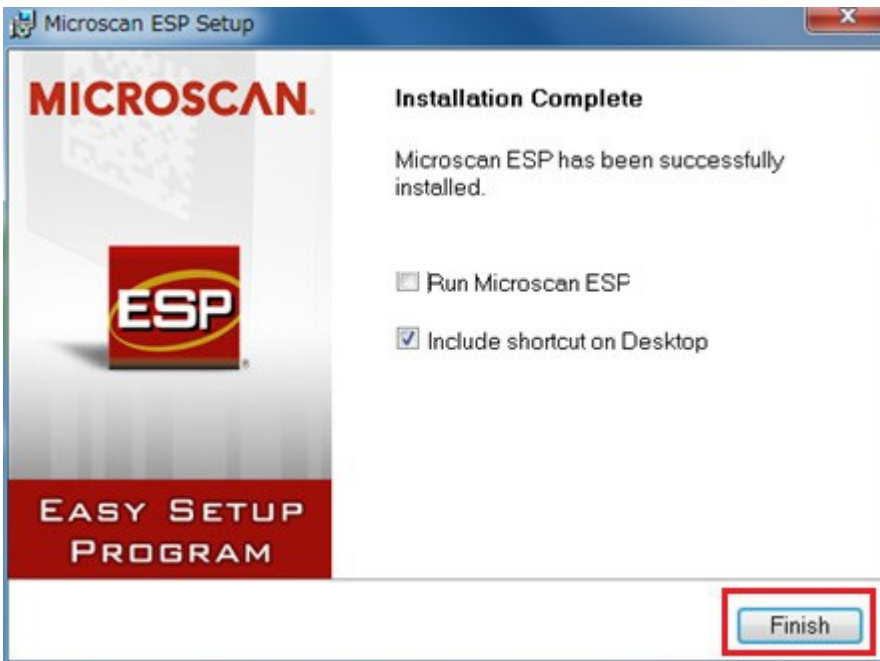 Microscan ESP Setup
MICROSCAN.
Installation Complete
Microscan ESP has been successfully
installed.
ESP
®
Run Microscan ESP
Include shortcut on Desktop
EASY SETUP
PROGRAM
Finish